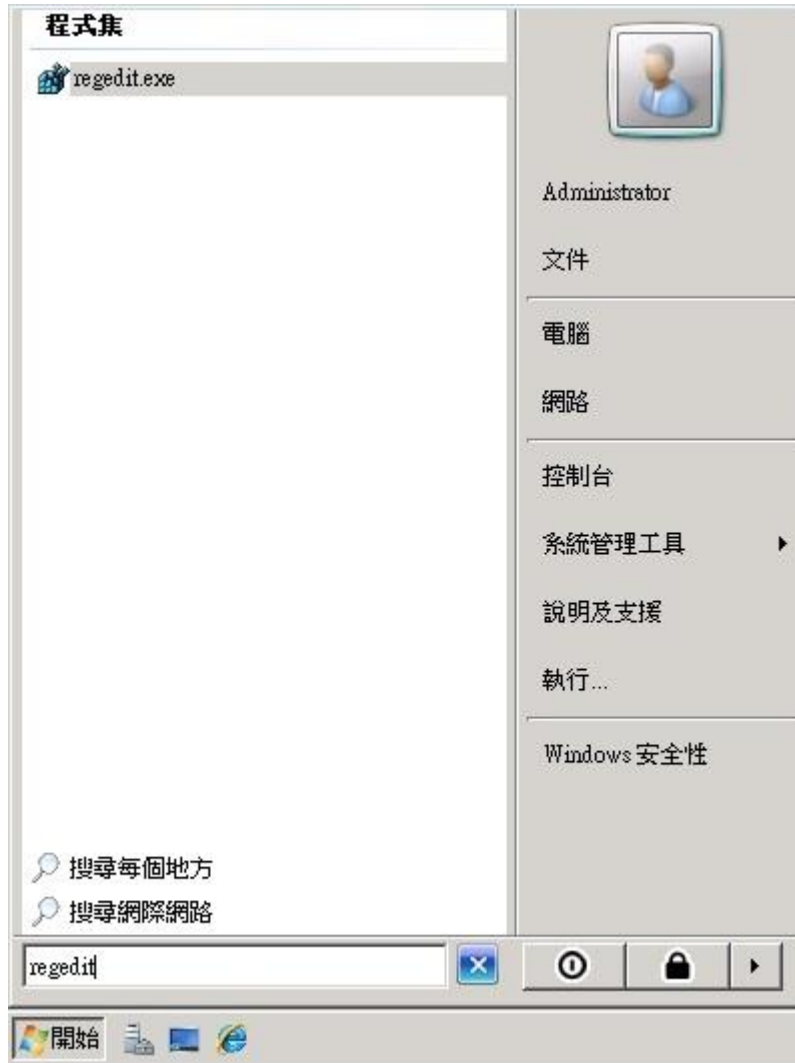 程式集
regedit.exe
搜尋每個地方
搜尋網際網路
regedit
Administrator
文件
電腦
網路
控制台
系統管理工具
說明及支援
執行...
Windows 安全性
開始